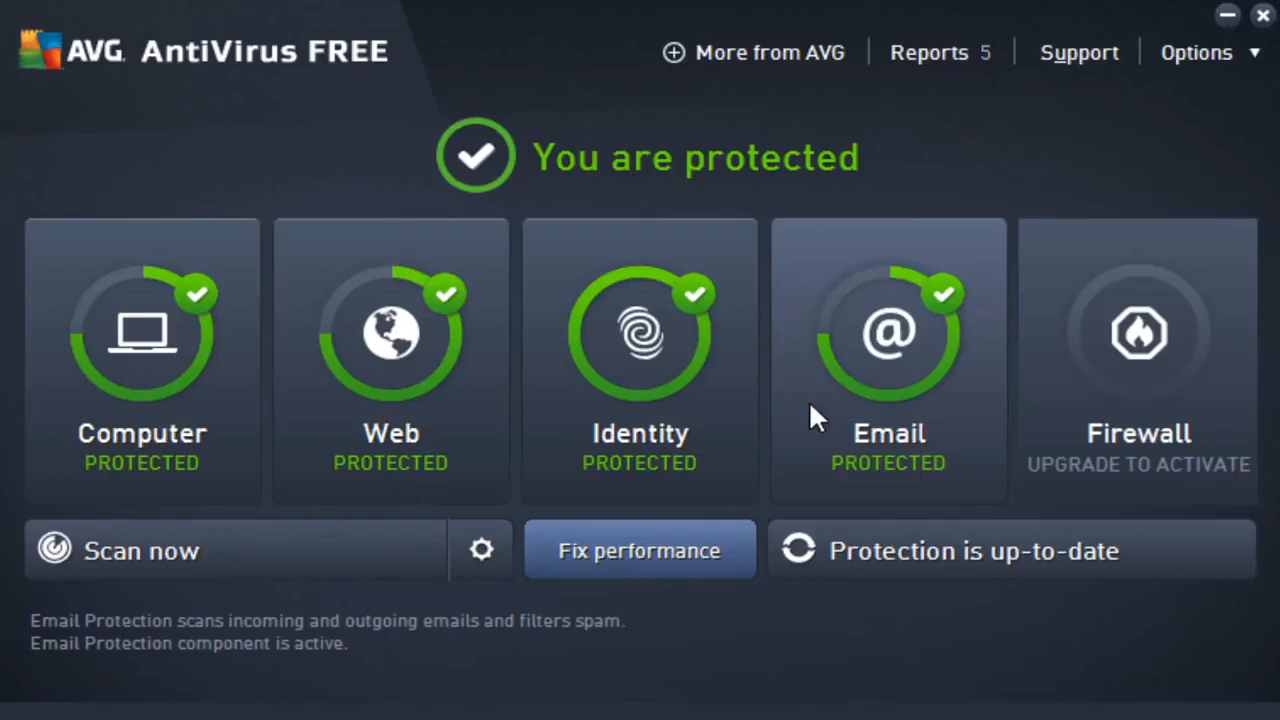 AVG. AntiVirus FREE
More from AVG
Reports 5
Support
Options
You are protected
Computer
PROTECTED
Web
PROTECTED
Identity
PROTECTED
@
Email
PROTECTED
Firewall
UPGRADE TO ACTIVATE
Scan now
Fix performance
Protection is up-to-date
Email Protection scans incoming and outgoing emails and filters spam.
Email Protection component is active.